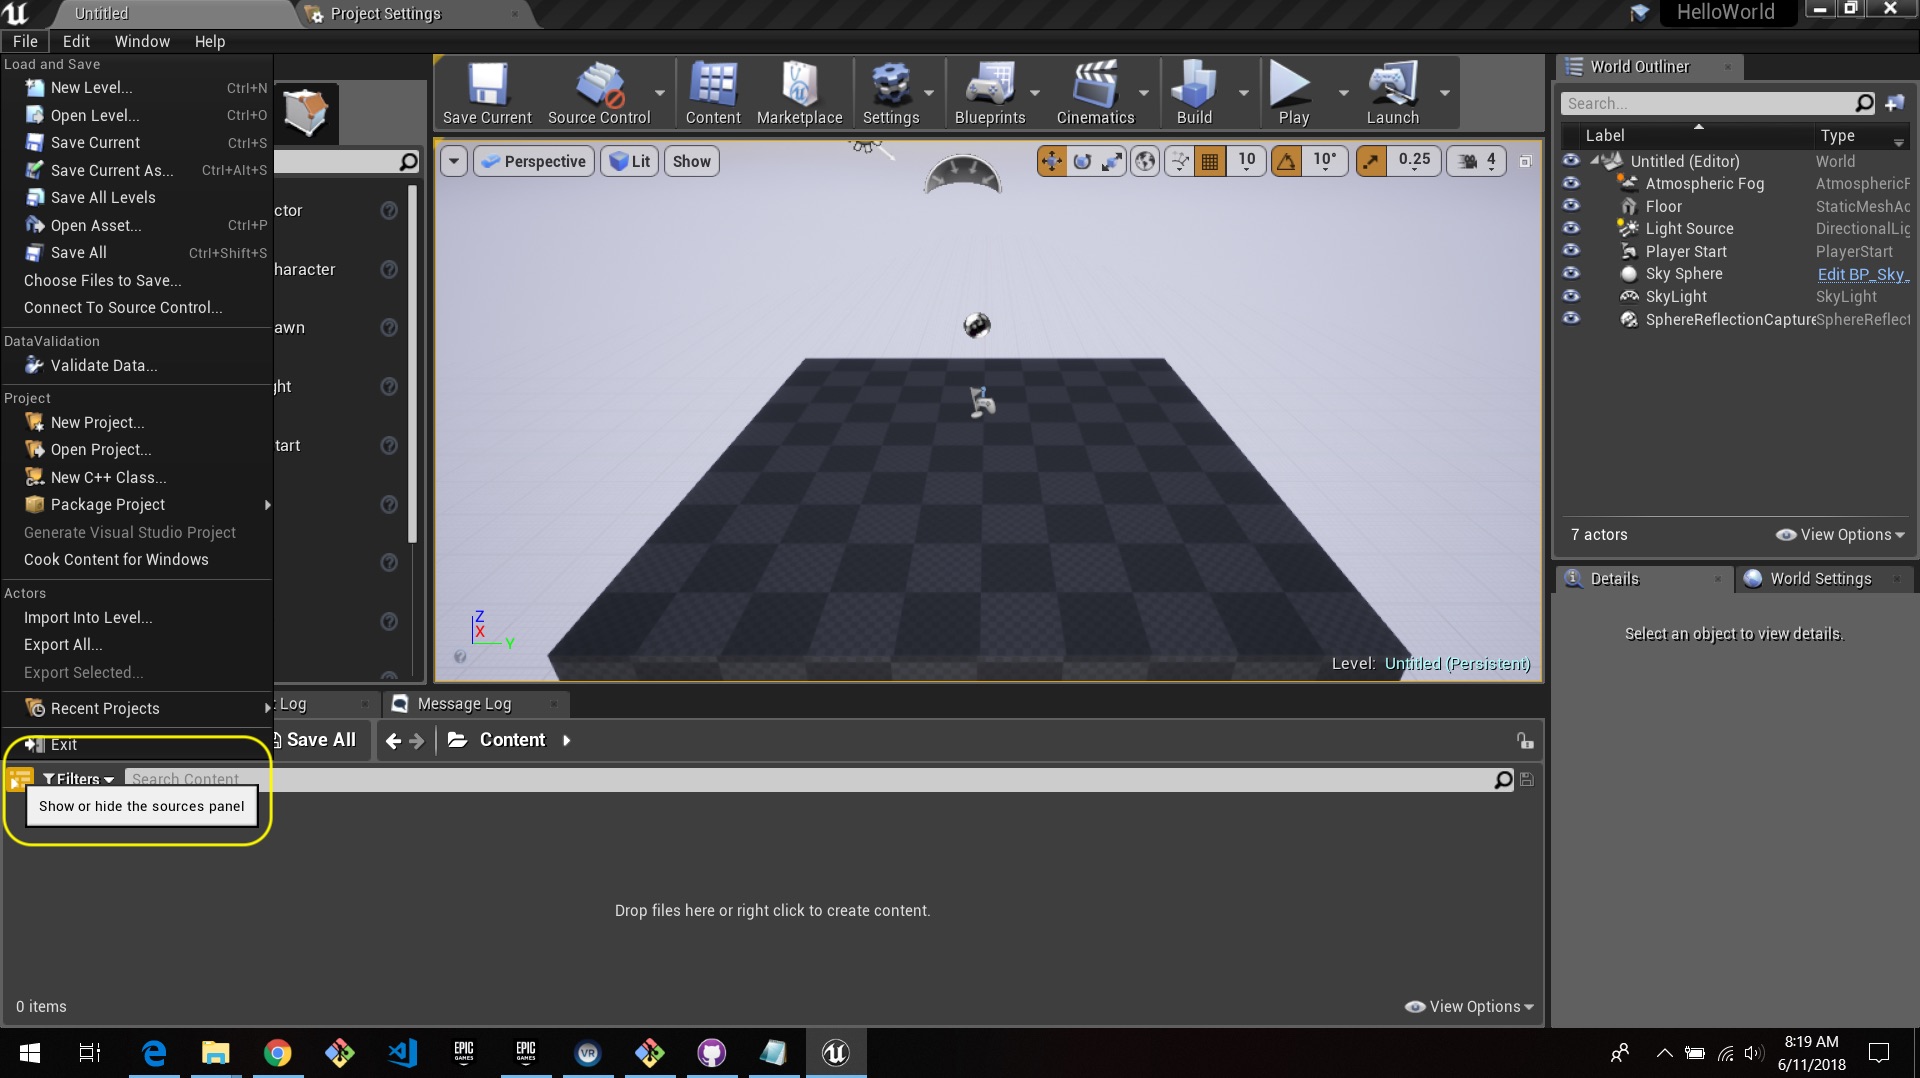 Untitled
Project Settings
HelloWorld
File Edit Window Help
Load and Save
New Level... Ctrl+N
Open Level... Ctrl+O
Save Current Ctrl+S
Save Current As... Ctrl+Alt+S
Save All Levels
Open Asset... Ctrl+P
Save All Ctrl+Shift+S
Choose Files to Save...
Connect To Source Control...
DataValidation
Validate Data...
Project
New Project...
Open Project...
New C++ Class...
Package Project
Generate Visual Studio Project
Cook Content for Windows
Actors
Import Into Level...
Export All...
Export Selected...
Recent Projects
Exit
ctor
haracter
awn
ght
tart
Save Current Source Control Content Marketplace Settings Blueprints Cinematics Build Play Launch
Perspective Lit Show 10 10° 0.25 4
Z
X
Y
Level: Untitled (Persistent)
World Outliner
Search...
Label Type
Untitled (Editor) World
Atmospheric Fog AtmosphericF
Floor StaticMeshAc
Light Source DirectionalLig
Player Start PlayerStart
Sky Sphere Edit BP_Sky_
SkyLight SkyLight
SphereReflectionCapture SphereReflect
7 actors View Options
Details World Settings
Select an object to view details.
Log Message Log
Save All Content
Filters Search Content
Show or hide the sources panel
Drop files here or right click to create content.
0 items View Options
EPIC GAMES EPIC GAMES VR
8:19 AM
6/11/2018